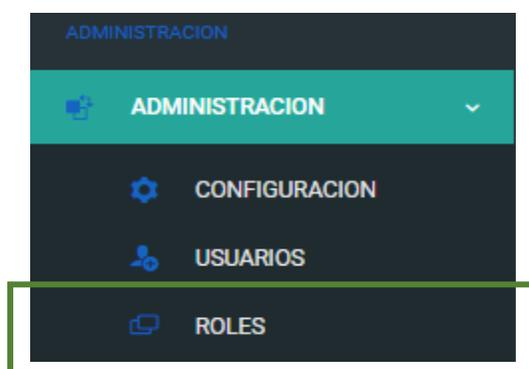 ADMINISTRACION
ADMINISTRACION
CONFIGURACION
USUARIOS
ROLES